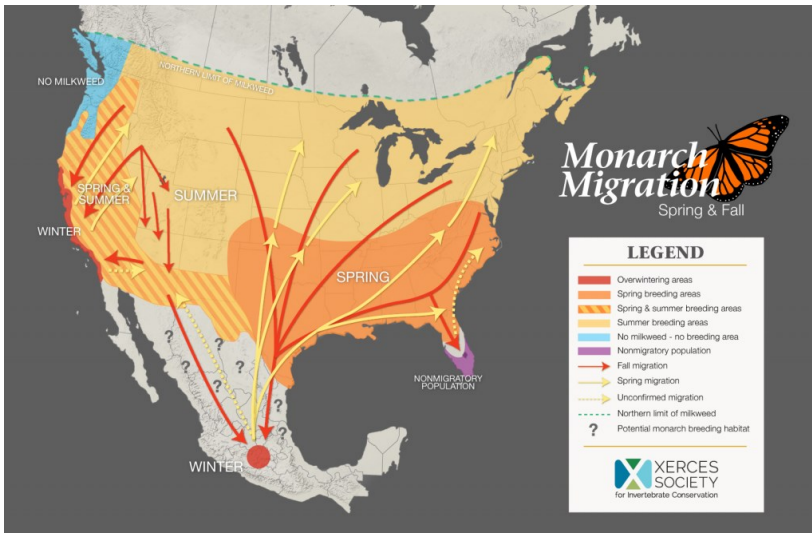 NO MILKWEED
NORTHERN LIMIT OF MILKWEED
SPRING &
SUMMER
SUMMER
WINTER
SPRING
NONMIGRATORY
POPULATION
WINTER
?
?
?
?
?
?
?
?
?
Monarch
Migration
Spring & Fall
LEGEND
Overwintering areas
Spring breeding areas
Spring & summer breeding areas
Summer breeding areas
No milkweed - no breeding area
Nonmigratory population
Fall migration
Spring migration
Unconfirmed migration
Northern limit of milkweed
? Potential monarch breeding habitat
XERCES
SOCIETY
for Invertebrate Conservation